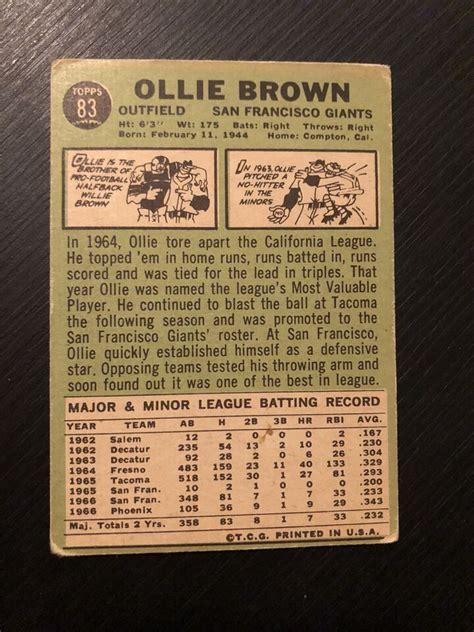 TOPPS
83
OLLIE BROWN
OUTFIELD SAN FRANCISCO GIANTS
Ht: 6'3" Wt: 175 Bats: Right Throws: Right
Born: February 11, 1944 Home: Compton, Cal.
OLLIE IS THE
BROTHER OF
PRO-FOOTBALL
HALFBACK
WILLIE
BROWN
IN 1963, OLLIE
PITCHED A
NO-HITTER
IN THE
MINORS
In 1964, Ollie tore apart the California League.
He topped 'em in home runs, runs batted in, runs
scored and was tied for the lead in triples. That
year Ollie was named the league's Most Valuable
Player. He continued to blast the ball at Tacoma
the following season and was promoted to the
San Francisco Giants' roster. At San Francisco,
Ollie quickly established himself as a defensive
star. Opposing teams tested his throwing arm and
soon found out it was one of the best in league.
MAJOR & MINOR LEAGUE BATTING RECORD
YEAR TEAM AB H 2B 3B HR RBI AVG.
1962 Salem 12 2 0 0 0 2 .167
1962 Decatur 235 54 13 2 10 29 .230
1963 Decatur 92 28 2 0 6 26 .304
1964 Fresno 483 159 23 11 40 133 .329
1965 Tacoma 518 152 30 1 27 81 .293
1965 San Fran. 10 2 1 0 0 0 .200
1966 San Fran. 348 81 7 1 7 33 .233
1966 Phoenix 105 36 9 1 7 33 .343
Maj. Totals 2 Yrs. 358 83 8 1 7 33 .232
©T.C.G. PRINTED IN U.S.A.